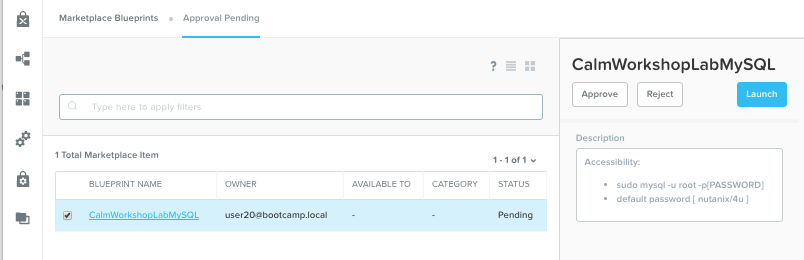 Marketplace Blueprints
Approval Pending
?
Type here to apply filters
1 Total Marketplace Item
1 - 1 of 1
BLUEPRINT NAME OWNER AVAILABLE TO CATEGORY STATUS
CalmWorkshopLabMySQL user20@bootcamp.local - - Pending
CalmWorkshopLabMySQL
Approve Reject Launch
Description
Accessibility:
• sudo mysql -u root -p[PASSWORD]
• default password [ nutanix/4u ]